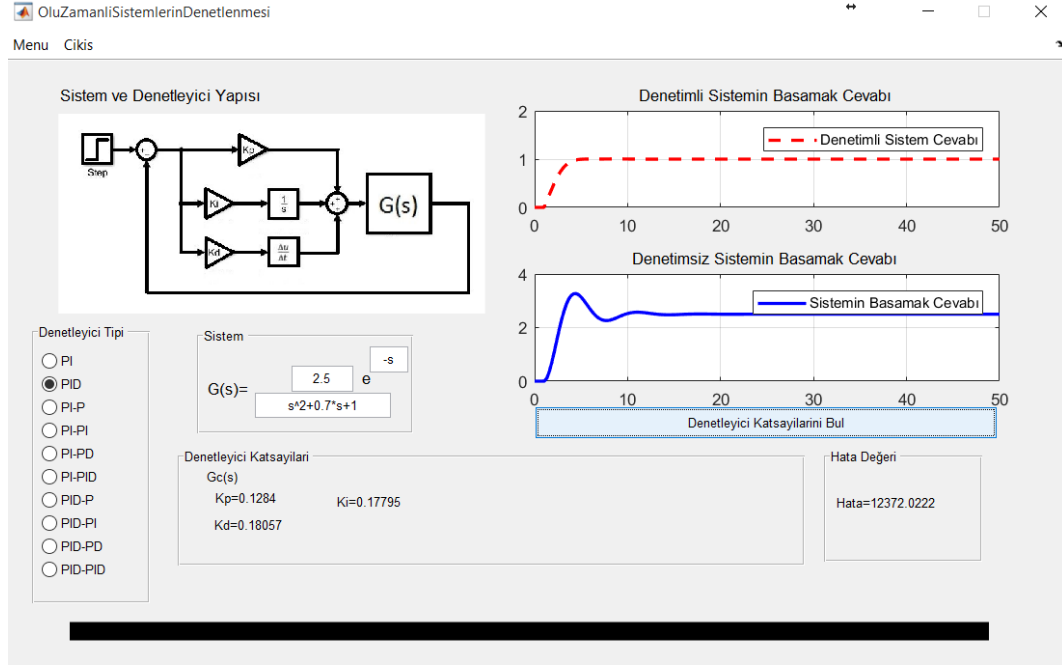 OluZamanliSistemlerinDenetlenmesi
Menu Cikis
Sistem ve Denetleyici Yapısı
Step
Kp
Ki
1
s
Kd
Δu
Δt
G(s)
Denetimli Sistemin Basamak Cevabı
Denetimli Sistem Cevabı
2
1
0
0 10 20 30 40 50
Denetimsiz Sistemin Basamak Cevabı
Sistemin Basamak Cevabı
4
2
0
0 10 20 30 40 50
Denetleyici Katsayilarini Bul
Denetleyici Tipi
PI
PID
PI-P
PI-PI
PI-PD
PI-PID
PID-P
PID-PI
PID-PD
PID-PID
Sistem
G(s)=
2.5
e
-s
s^2+0.7*s+1
Denetleyici Katsayilari
Gc(s)
Kp=0.1284
Ki=0.17795
Kd=0.18057
Hata Değeri
Hata=12372.0222